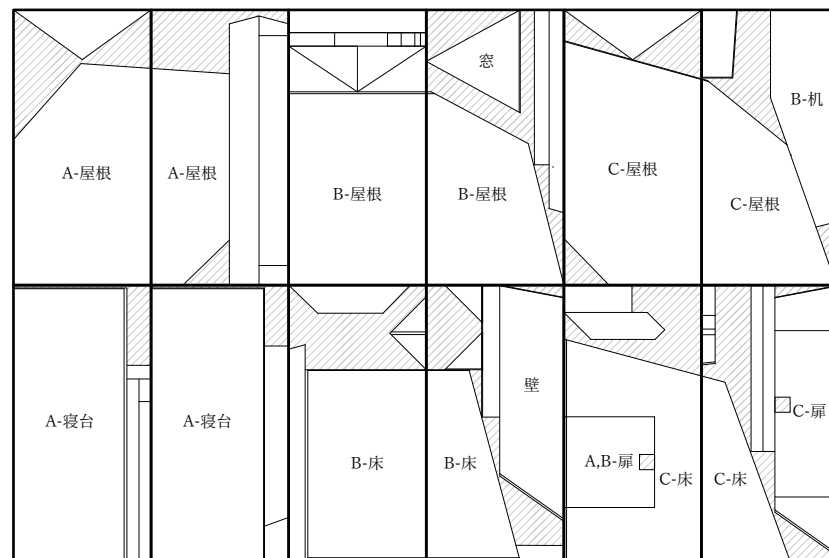 窓
B-机
A-屋根
A-屋根
B-屋根
B-屋根
C-屋根
C-屋根
A-寝台
A-寝台
B-床
B-床
壁
A,B-扉
C-床
C-床
C-扉